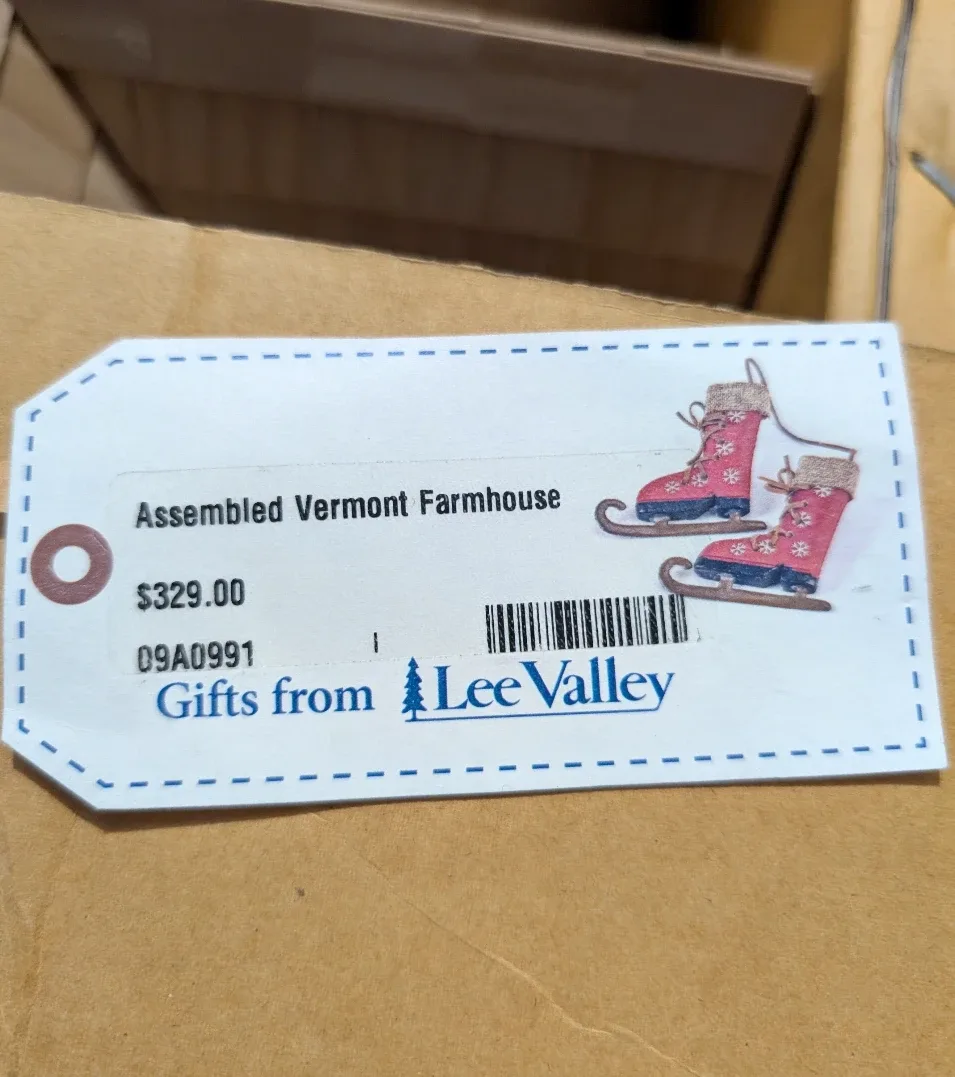 Assembled Vermont Farmhouse
$329.00
09A0991
Gifts from Lee Valley